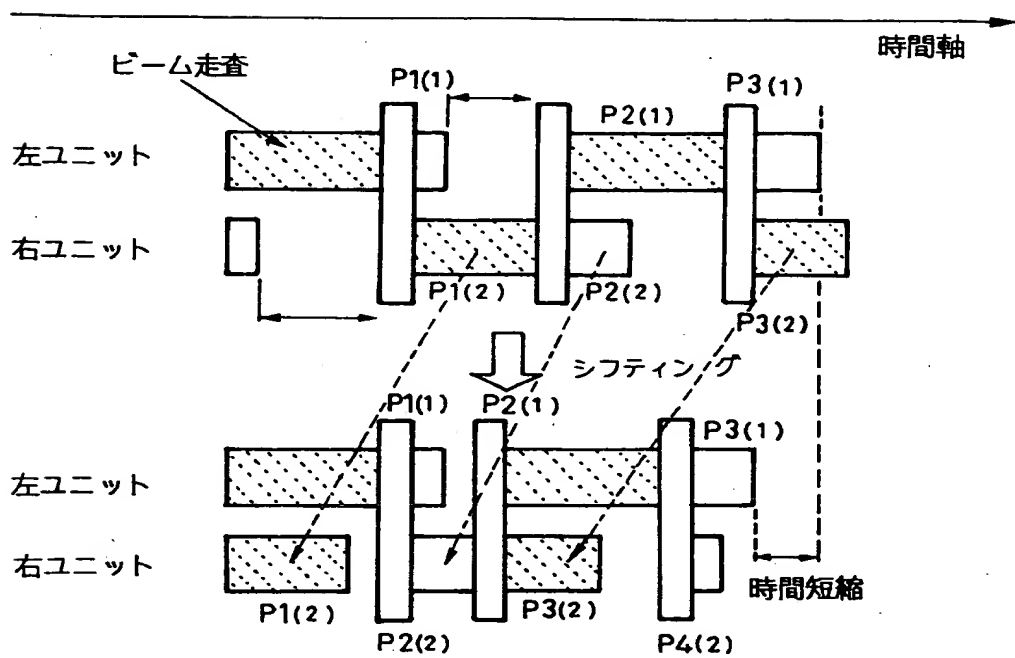 時間軸
ビーム走査
P1(1)
P3(1)
P2(1)
左ユニット
右ユニット
P1(2)
P2(2)
P3(2)
シフティング
P1(1)
P2(1)
P3(1)
左ユニット
右ユニット
時間短縮
P1(2)
P3(2)
P2(2)
P4(2)